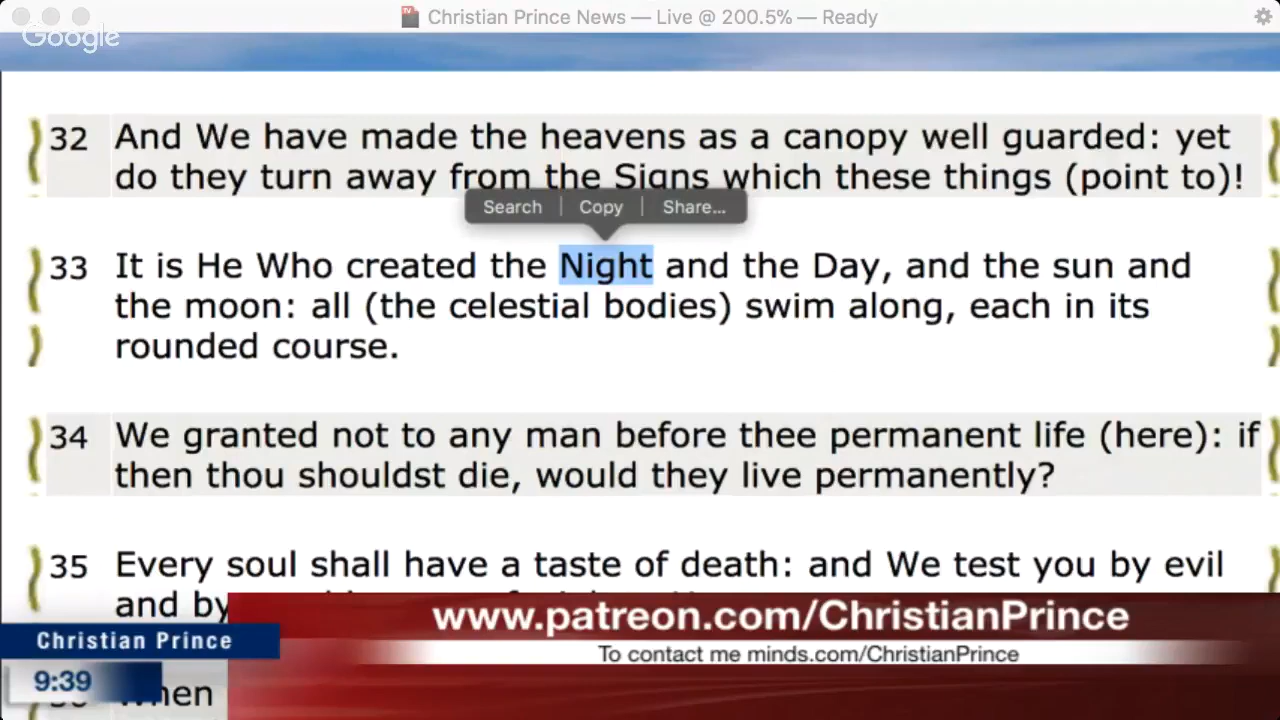 Christian Prince News — Live @ 200.5% — Ready
Google
32 And We have made the heavens as a canopy well guarded: yet
do they turn away from the Signs which these things (point to)!
Search Copy Share...
33 It is He Who created the Night and the Day, and the sun and
the moon: all (the celestial bodies) swim along, each in its
rounded course.
34 We granted not to any man before thee permanent life (here): if
then thou shouldst die, would they live permanently?
35 Every soul shall have a taste of death: and We test you by evil
and by
www.patreon.com/ChristianPrince
Christian Prince
To contact me minds.com/ChristianPrince
9:39
When